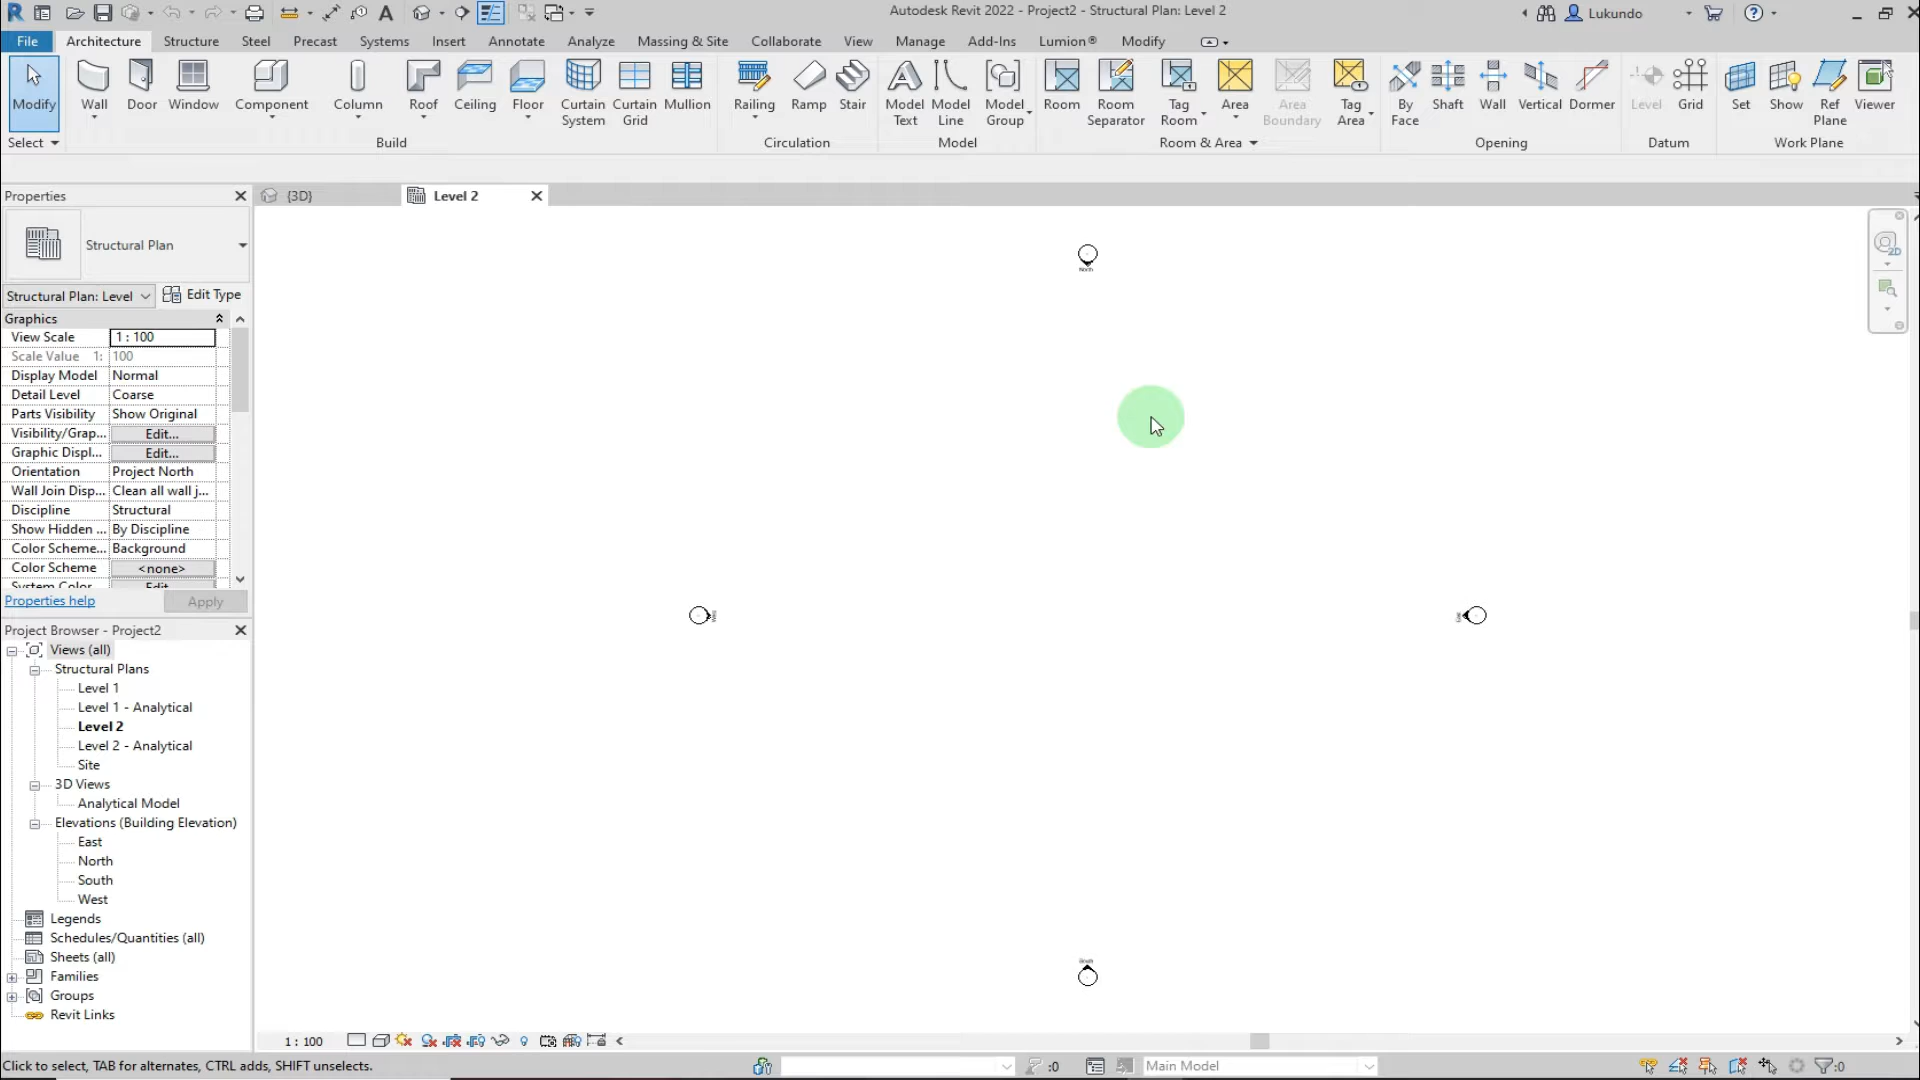 Autodesk Revit 2022 - Project2 - Structural Plan: Level 2
Lukundo
File Architecture Structure Steel Precast Systems Insert Annotate Analyze Massing & Site Collaborate View Manage Add-Ins Lumion® Modify
Modify Wall Door Window Component Column Roof Ceiling Floor Curtain System Curtain Grid Mullion Railing Ramp Stair Model Text Model Line Model Group Room Room Separator Tag Room Area Area Boundary Tag Area By Face Shaft Wall Vertical Dormer Level Grid Set Show Ref Plane Viewer
Select Build Circulation Model Room & Area Opening Datum Work Plane
Properties
{3D}
Level 2
Structural Plan
Structural Plan: Level
Edit Type
Graphics
View Scale 1 : 100
Scale Value 1: 100
Display Model Normal
Detail Level Coarse
Parts Visibility Show Original
Visibility/Grap... Edit...
Graphic Displ... Edit...
Orientation Project North
Wall Join Disp... Clean all wall j...
Discipline Structural
Show Hidden ... By Discipline
Color Scheme... Background
Color Scheme <none>
System Color Edit
Properties help
Apply
North
South
Project Browser - Project2
Views (all)
Structural Plans
Level 1
Level 1 - Analytical
Level 2
Level 2 - Analytical
Site
3D Views
Analytical Model
Elevations (Building Elevation)
East
North
South
West
Legends
Schedules/Quantities (all)
Sheets (all)
Families
Groups
Revit Links
1 : 100
Click to select, TAB for alternates, CTRL adds, SHIFT unselects.
:0
Main Model
:0